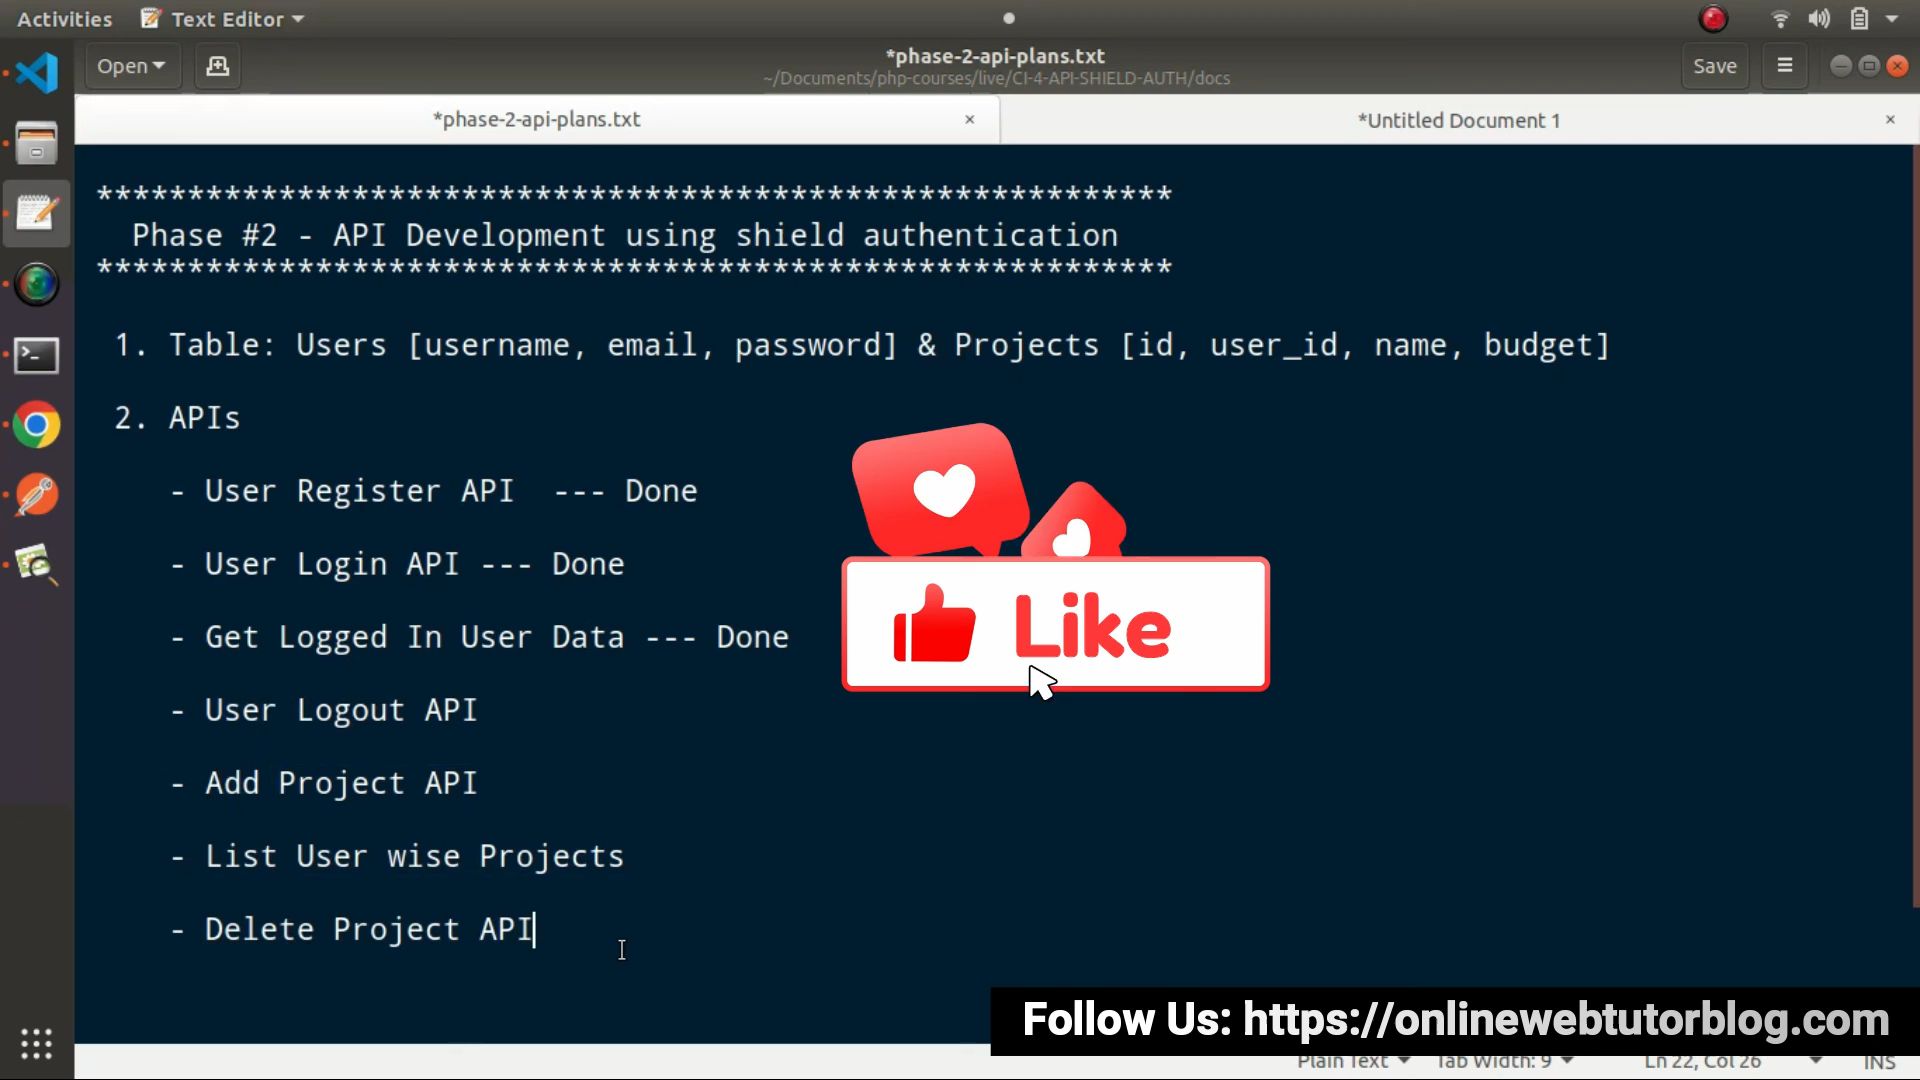 Activities Text Editor
Open *phase-2-api-plans.txt Save
~/Documents/php-courses/live/CI-4-API-SHIELD-AUTH/docs
*phase-2-api-plans.txt × *Untitled Document 1 ×
***********************************************************
Phase #2 - API Development using shield authentication
***********************************************************
1. Table: Users [username, email, password] & Projects [id, user_id, name, budget]
2. APIs
- User Register API --- Done
- User Login API --- Done
- Get Logged In User Data --- Done
- User Logout API
- Add Project API
- List User wise Projects
- Delete Project API
Like
Follow Us: https://onlinewebtutorblog.com
Plain Text Tab Width: 9 Ln 22, Col 26 INS